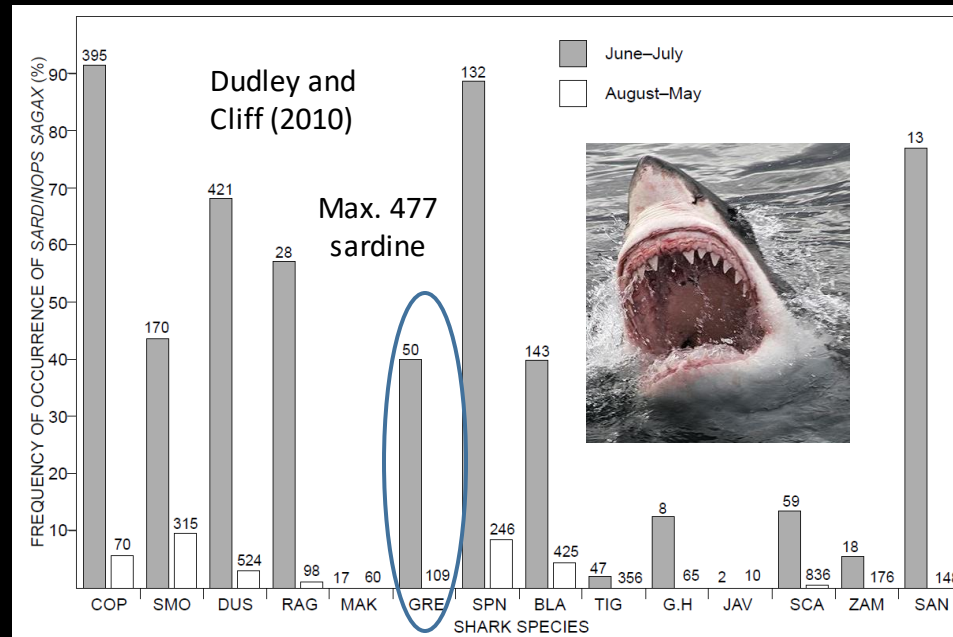 FREQUENCY OF OCCURRENCE OF SARDINOPS SAGAX (%)
90
80
70
60
50
40
30
20
10
Dudley and
Cliff (2010)
Max. 477
sardine
June–July
August–May
395 70
170 315
421 524
28 98
17 60
50 109
132 246
143 425
47 356
8 65
2 10
59 836
18 176
13 148
COP SMO DUS RAG MAK GRE SPN BLA TIG G.H JAV SCA ZAM SAN
SHARK SPECIES